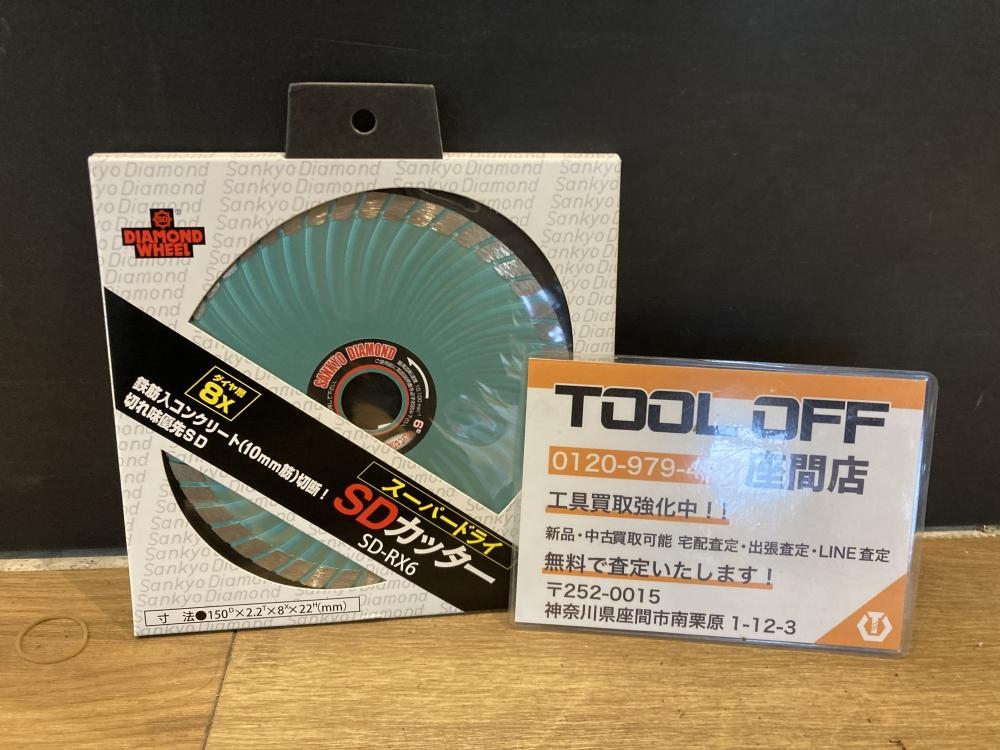 Sankyo Diamond
SD
®
DIAMOND
WHEEL
SANKYO DIAMOND
6"
ダイヤ層
8X
鉄筋入コンクリート(10mm筋)切断!
切れ味優先SD
スーパードライ
SDカッター
SD-RX6
寸 法●150ᴰ×2.2ᵀ×8ˣ×22ᴴ(mm)
TOOL OFF
0120-979-4
座間店
工具買取強化中!!
新品・中古買取可能 宅配査定・出張査定・LINE査定
無料で査定いたします!
〒252-0015
神奈川県座間市南栗原 1-12-3